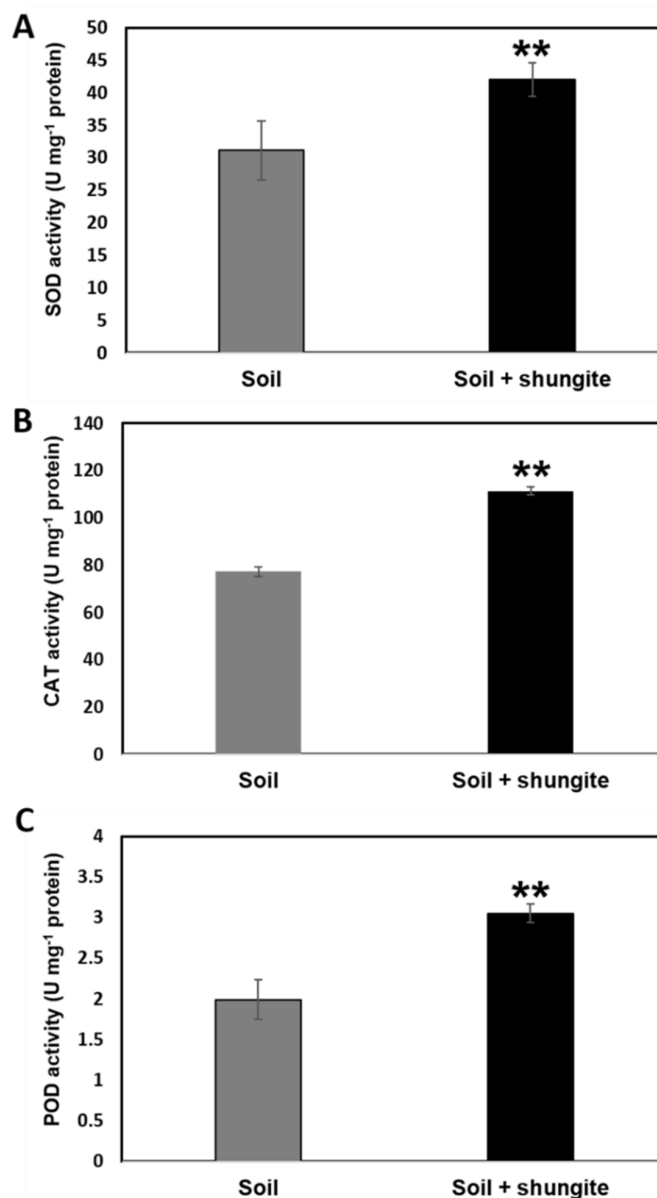 A
SOD activity (U mg⁻¹ protein)
50
45
40
35
30
25
20
15
10
5
0
**
Soil
Soil + shungite
B
CAT activity (U mg⁻¹ protein)
140
120
100
80
60
40
20
0
**
Soil
Soil + shungite
C
POD activity (U mg⁻¹ protein)
4
3.5
3
2.5
2
1.5
1
0.5
0
**
Soil
Soil + shungite